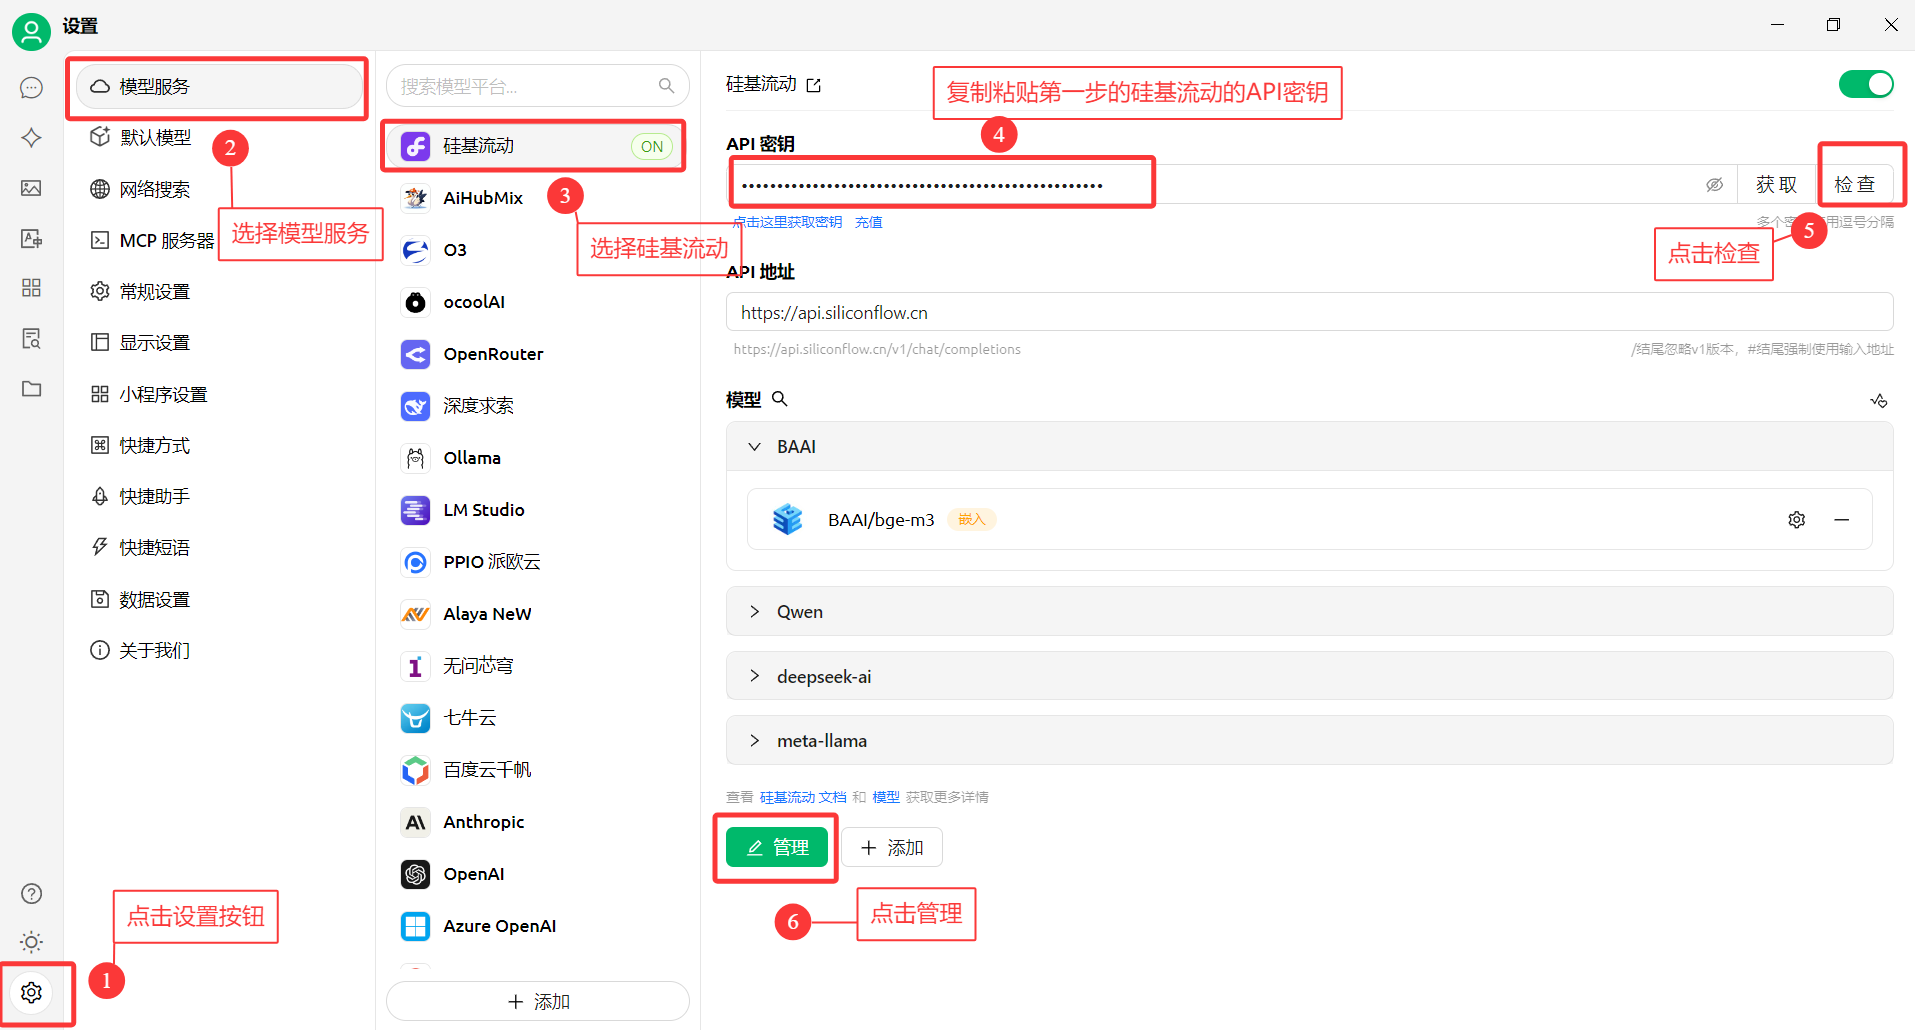 设置
模型服务
默认模型
网络搜索
MCP 服务器
常规设置
显示设置
小程序设置
快捷方式
快捷助手
快捷短语
数据设置
关于我们
2
选择模型服务
点击设置按钮
1
搜索模型平台...
硅基流动 ON
AiHubMix
O3
ocoolAI
OpenRouter
深度求索
Ollama
LM Studio
PPIO 派欧云
Alaya NeW
无问芯穹
七牛云
百度云千帆
Anthropic
OpenAI
Azure OpenAI
添加
3
选择硅基流动
硅基流动
复制粘贴第一步的硅基流动的API密钥
4
API 密钥
••••••••••••••••••••••••••••••••••••••••••••••••••• 获取 检查
点击这里获取密钥 充值
用逗号分隔
5
点击检查
API 地址
https://api.siliconflow.cn
https://api.siliconflow.cn/v1/chat/completions /结尾忽略v1版本，#结尾强制使用输入地址
模型
BAAI
BAAI/bge-m3 嵌入
Qwen
deepseek-ai
meta-llama
查看 硅基流动 文档 和 模型 获取更多详情
管理 添加
6
点击管理